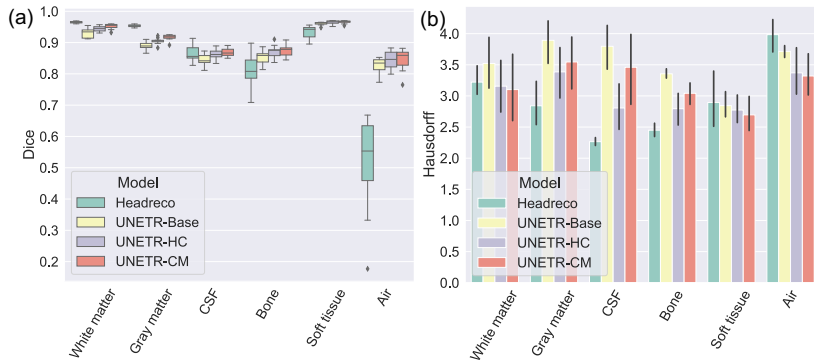 (a)
1.0
0.9
0.8
0.7
0.6
0.5
0.4
0.3
0.2
Dice
Model
Headreco
UNETR-Base
UNETR-HC
UNETR-CM
White matter
Gray matter
CSF
Bone
Soft tissue
Air
(b)
4.0
3.5
3.0
2.5
2.0
1.5
1.0
0.5
0.0
Hausdorff
Model
Headreco
UNETR-Base
UNETR-HC
UNETR-CM
White matter
Gray matter
CSF
Bone
Soft tissue
Air